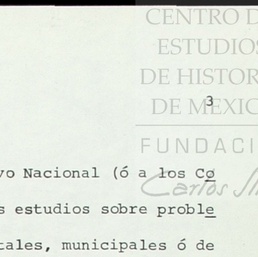 CENTRO D
ESTUDIOS
DE HISTOR
DE MEXIC
3
FUNDACI
vo Nacional (ó a los Co
Carlos Sli
s estudios sobre proble
tales, municipales ó de